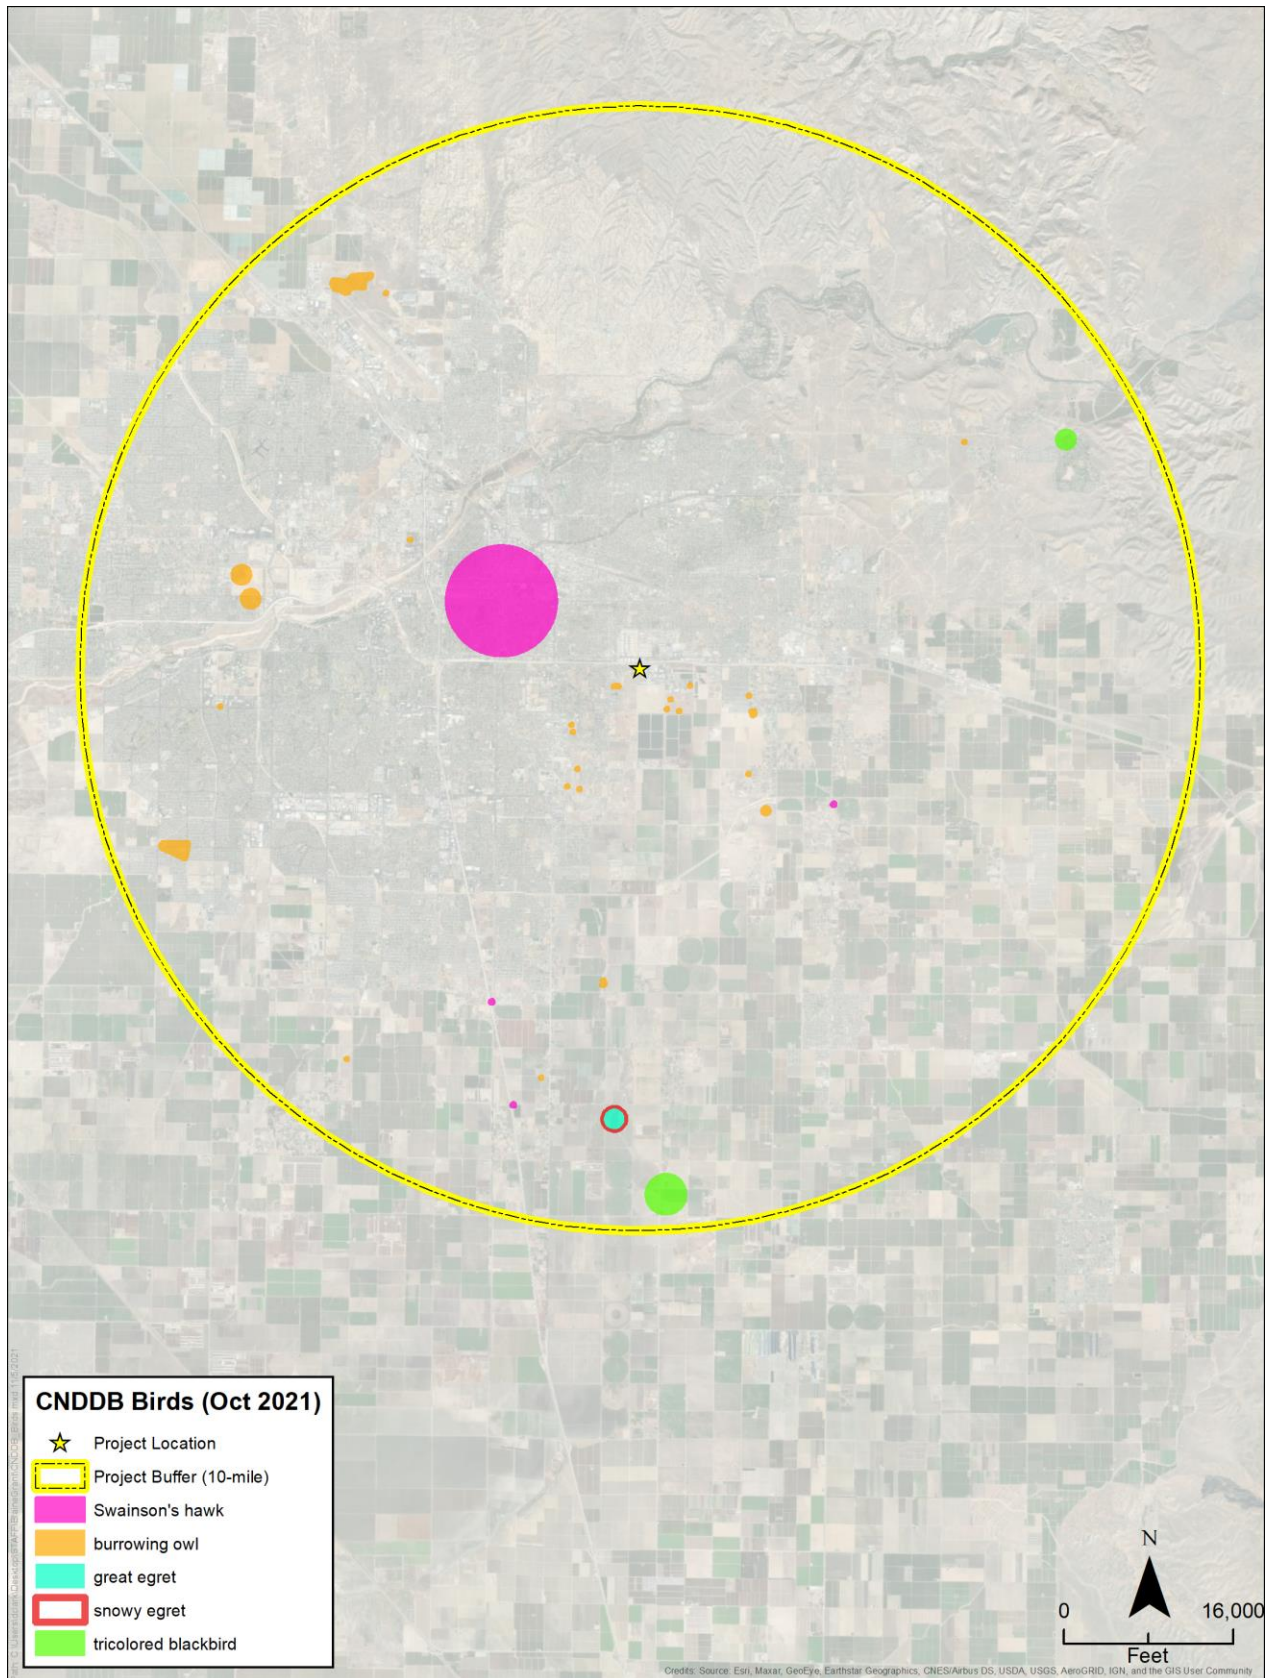 CNDDB Birds (Oct 2021)
Project Location
Project Buffer (10-mile)
Swainson's hawk
burrowing owl
great egret
snowy egret
tricolored blackbird
N
0 16,000
Feet
Credits: Source: Esri, Maxar, GeoEye, Earthstar Geographics, CNES/Airbus DS, USDA, USGS, AeroGRID, IGN, and the GIS User Community